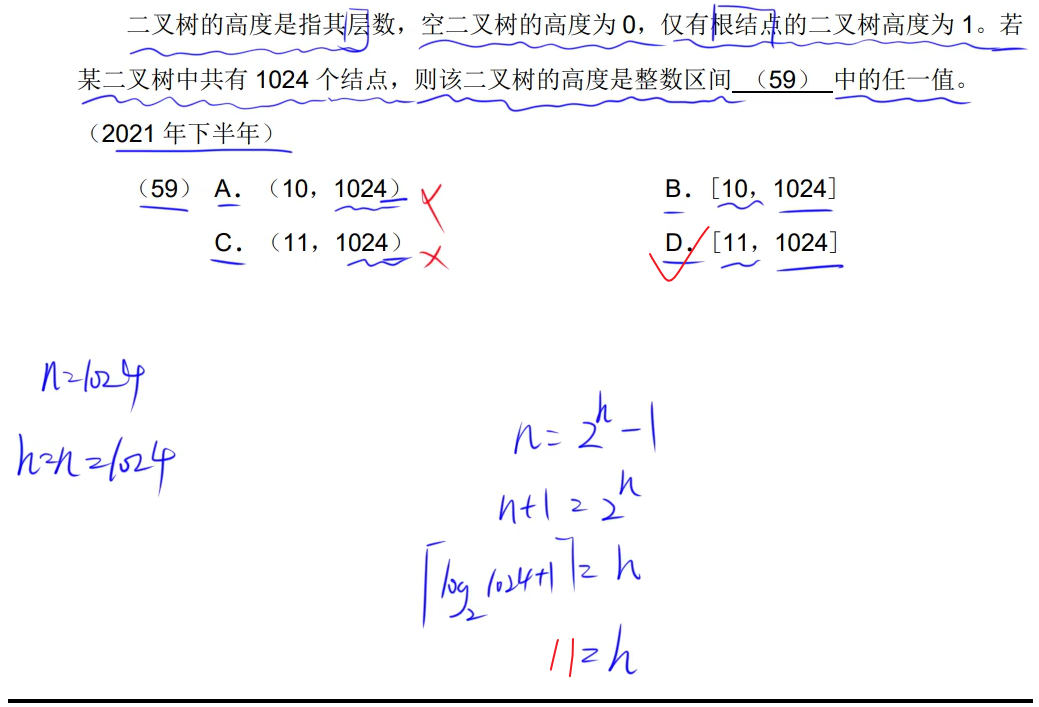 二叉树的高度是指其层数，空二叉树的高度为 0，仅有根结点的二叉树高度为 1。若
某二叉树中共有 1024 个结点，则该二叉树的高度是整数区间 （59） 中的任一值。
（2021 年下半年）
（59） A．（10，1024） B．[10，1024]
C．（11，1024） D．[11，1024]
n=1024
h=n=1024
n=2^h-1
n+1=2^h
⌈log₂ 1024+1⌉=h
11=h